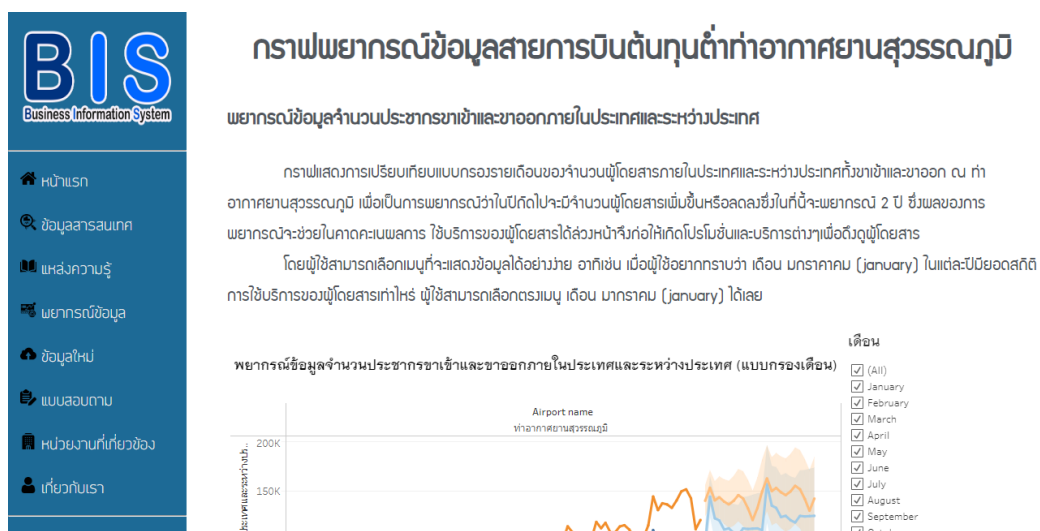 BIS
Business Information System
หน้าแรก
ข้อมูลสารสนเทศ
แหล่งความรู้
พยากรณ์ข้อมูล
ข้อมูลใหม่
แบบสอบถาม
หน่วยงานที่เกี่ยวข้อง
เกี่ยวกับเรา
กราฟพยากรณ์ข้อมูลสายการบินต้นทุนต่ำท่าอากาศยานสุวรรณภูมิ
พยากรณ์ข้อมูลจำนวนประชากรขาเข้าและขาออกภายในประเทศและระหว่างประเทศ
กราฟแสดงการเปรียบเทียบแบบกรองรายเดือนของจำนวนผู้โดยสารภายในประเทศและระหว่างประเทศทั้งขาเข้าและขาออก ณ ท่า
อากาศยานสุวรรณภูมิ เพื่อเป็นการพยากรณ์ว่าในปีถัดไปจะมีจำนวนผู้โดยสารเพิ่มขึ้นหรือลดลงซึ่งในที่นี้จะพยากรณ์ 2 ปี ซึ่งผลของการ
พยากรณ์จะช่วยในคาดคะเนผลการ ใช้บริการของผู้โดยสารได้ล่วงหน้าจึงก่อให้เกิดโปรโมชั่นและบริการต่างๆเพื่อดึงดูผู้โดยสาร
โดยผู้ใช้สามารถเลือกเมนูที่จะแสดงข้อมูลได้อย่างง่าย อาทิเช่น เมื่อผู้ใช้อยากทราบว่า เดือน มกราคาคม (january) ในแต่ละปีมียอดสถิติ
การใช้บริการของผู้โดยสารเท่าไหร่ ผู้ใช้สามารถเลือกตรงเมนู เดือน มากราคม (january) ได้เลย
พยากรณ์ข้อมูลจำนวนประชากรขาเข้าและขาออกภายในประเทศและระหว่างประเทศ (แบบกรองเดือน)
Airport name
ท่าอากาศยานสุวรรณภูมิ
200K
150K
ประเทศและระหว่างปร..
เดือน
(All)
January
February
March
April
May
June
July
August
September